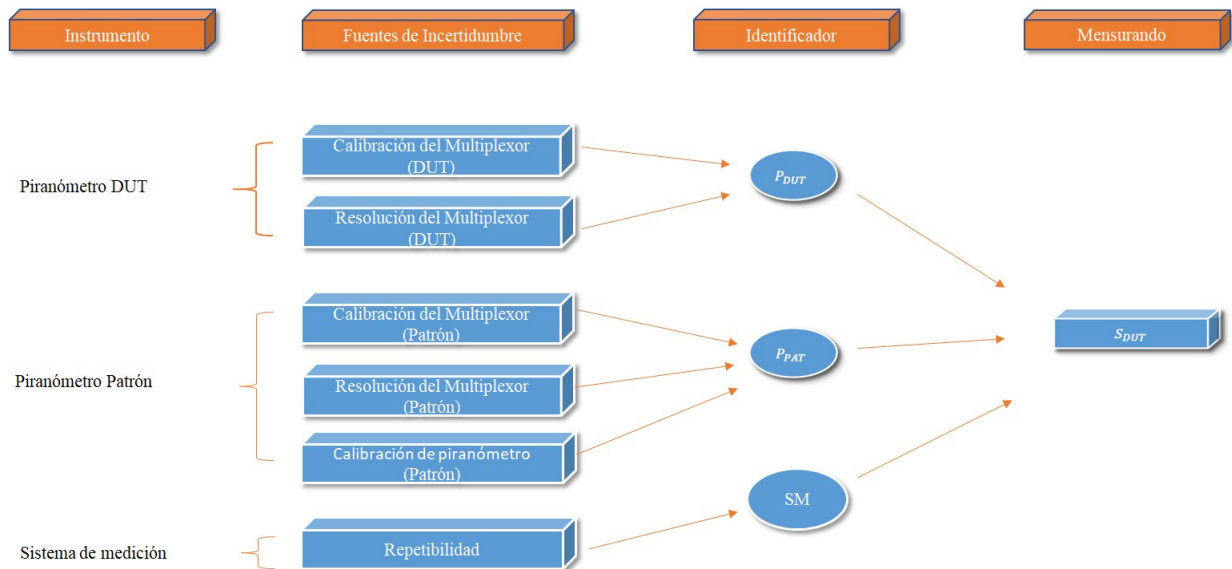 Instrumento
Fuentes de Incertidumbre
Identificador
Mensurando
Piranómetro DUT
Calibración del Multiplexor
(DUT)
Resolución del Multiplexor
(DUT)
P_DUT
Piranómetro Patrón
Calibración del Multiplexor
(Patrón)
Resolución del Multiplexor
(Patrón)
Calibración de piranómetro
(Patrón)
P_PAT
S_DUT
Sistema de medición
Repetibilidad
SM